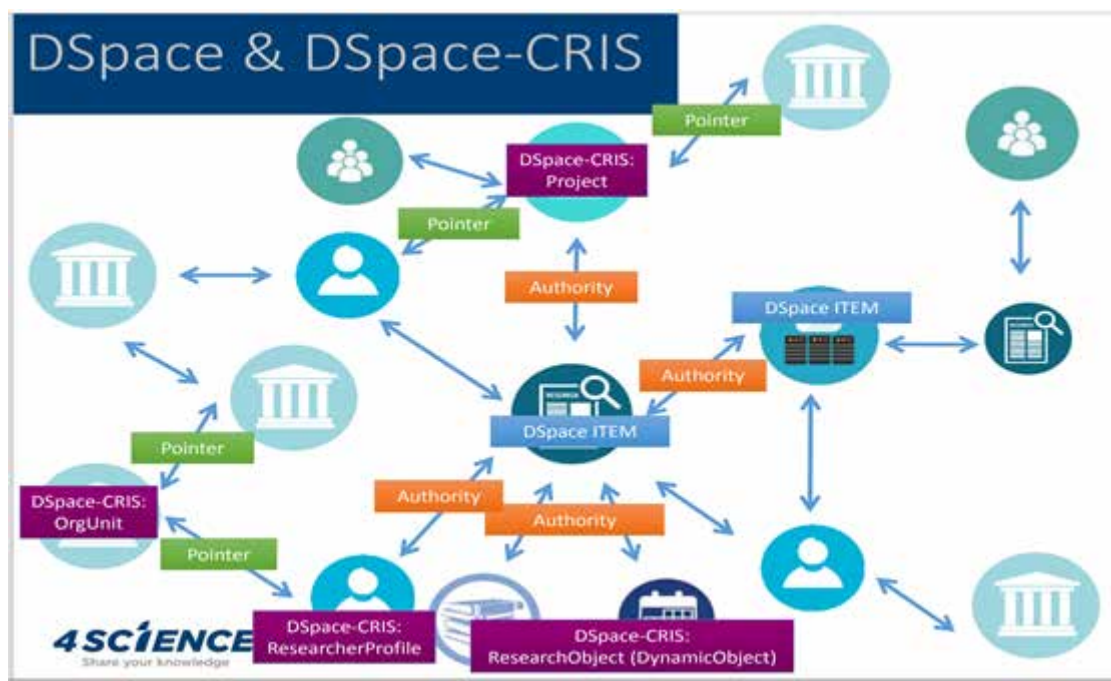 DSpace & DSpace-CRIS
Pointer
DSpace-CRIS:
Project
Pointer
Authority
DSpace ITEM
Authority
DSpace ITEM
Pointer
DSpace-CRIS:
OrgUnit
Authority
Authority
Pointer
DSpace-CRIS:
ResearcherProfile
DSpace-CRIS:
ResearchObject (DynamicObject)
4SCIENCE
Share your knowledge